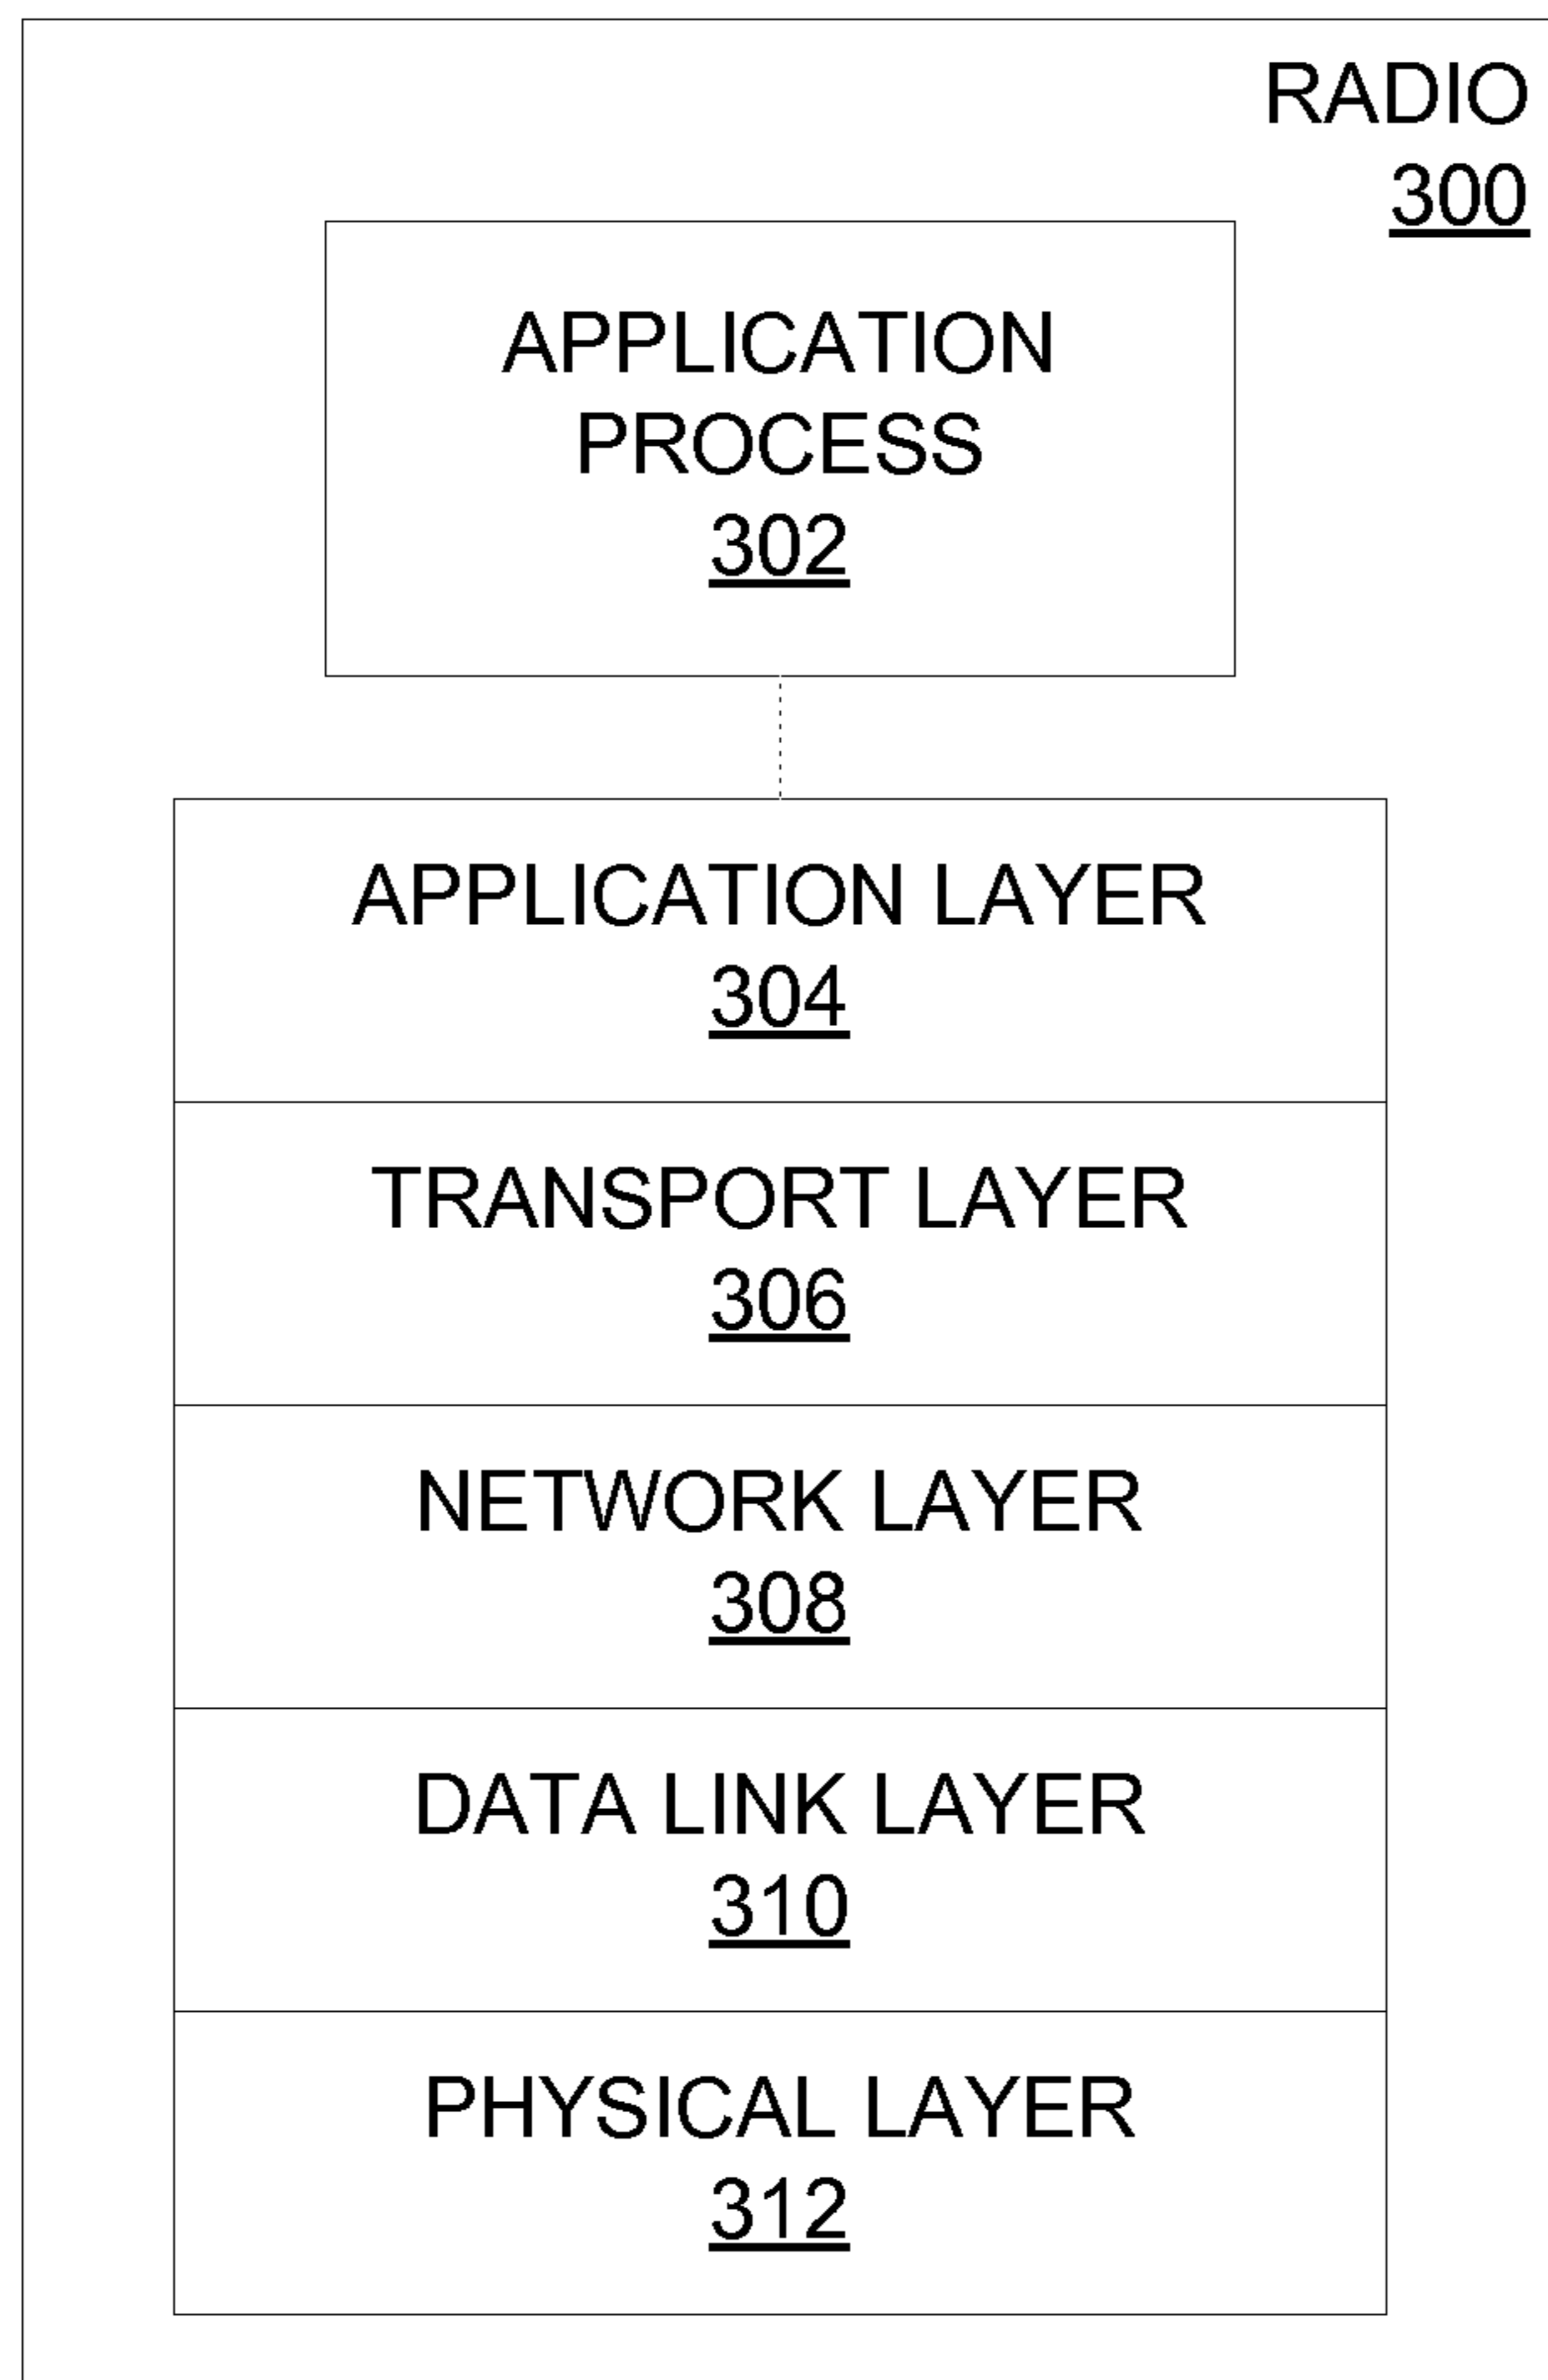 RADIO
300
APPLICATION
PROCESS
302
APPLICATION LAYER
304
TRANSPORT LAYER
306
NETWORK LAYER
308
DATA LINK LAYER
310
PHYSICAL LAYER
312